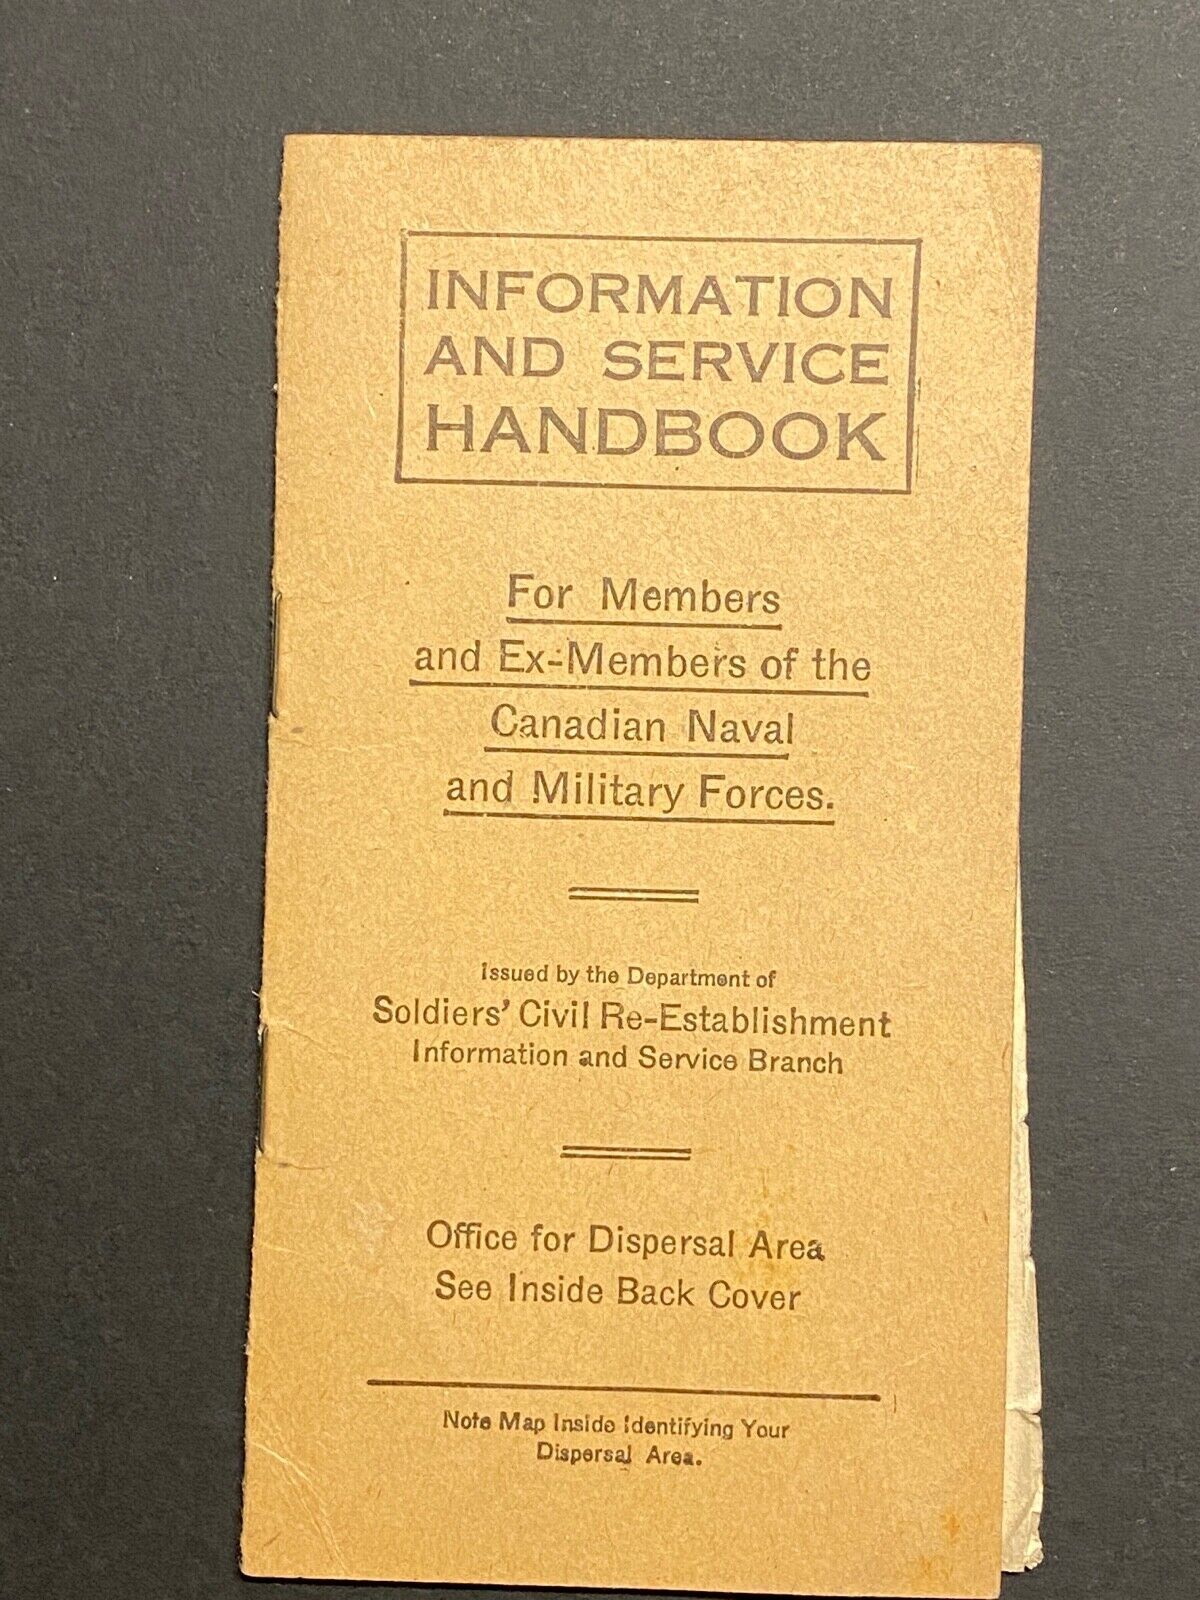 INFORMATION
AND SERVICE
HANDBOOK
For Members
and Ex-Members of the
Canadian Naval
and Military Forces.
Issued by the Department of
Soldiers' Civil Re-Establishment
Information and Service Branch
Office for Dispersal Area
See Inside Back Cover
Note Map Inside Identifying Your
Dispersal Area.